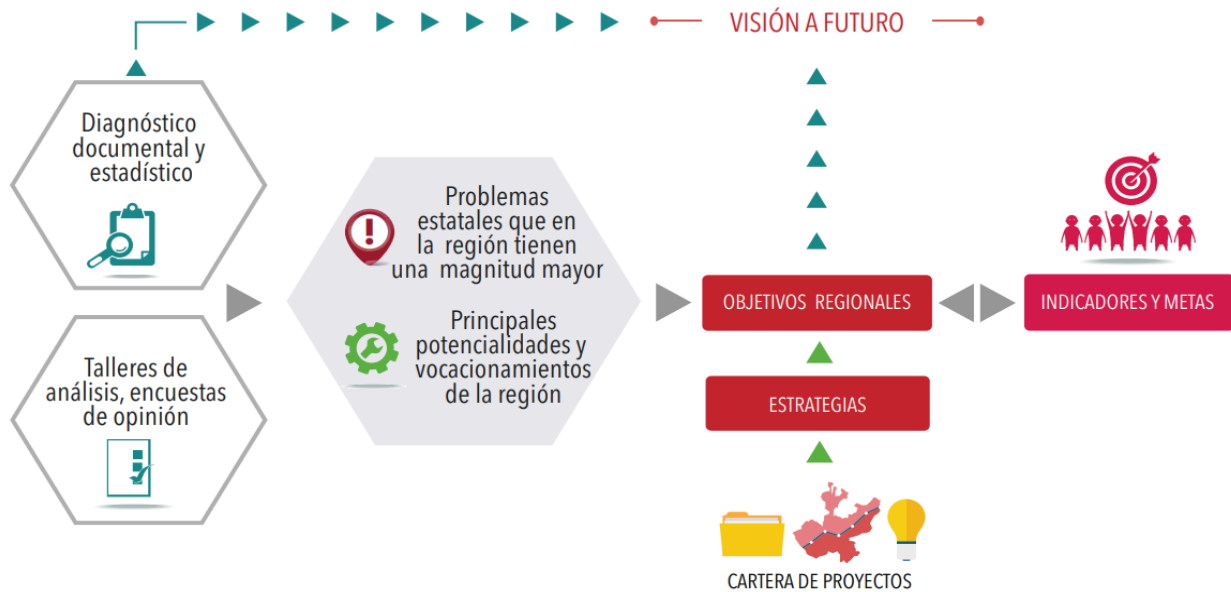 VISIÓN A FUTURO
Diagnóstico
documental y
estadístico
Talleres de
análisis, encuestas
de opinión
Problemas
estatales que en
la región tienen
una magnitud mayor
Principales
potencialidades y
vocacionamientos
de la región
OBJETIVOS REGIONALES
INDICADORES Y METAS
ESTRATEGIAS
CARTERA DE PROYECTOS